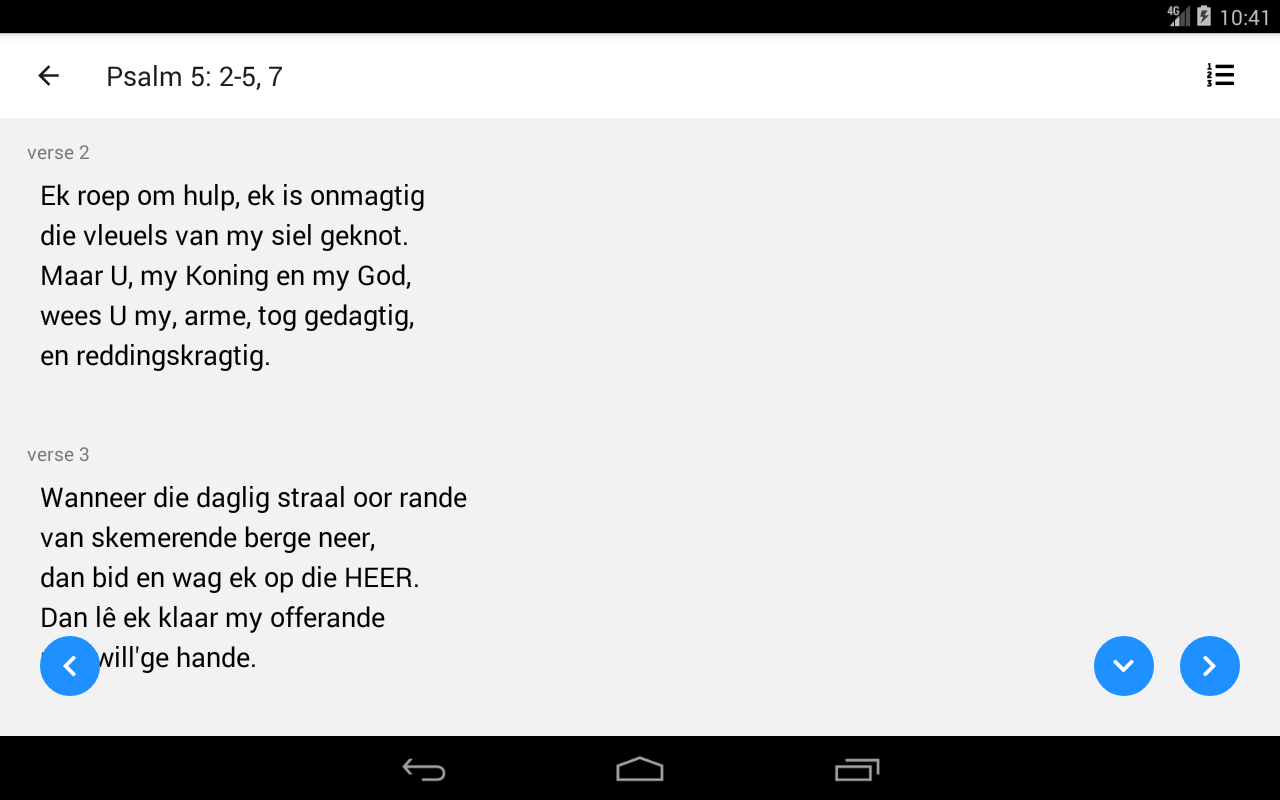 4G 10:41
Psalm 5: 2-5, 7
verse 2
Ek roep om hulp, ek is onmagtig
die vleuels van my siel geknot.
Maar U, my Koning en my God,
wees U my, arme, tog gedagtig,
en reddingskragtig.
verse 3
Wanneer die daglig straal oor rande
van skemerende berge neer,
dan bid en wag ek op die HEER.
Dan lê ek klaar my offerande
will'ge hande.